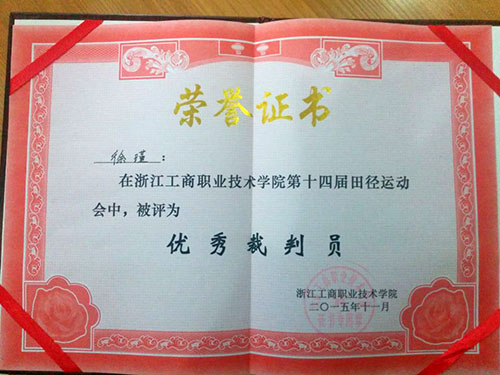 荣誉证书
徐瑾：
在浙江工商职业技术学院第十四届田径运动
会中，被评为
优秀裁判员
浙江工商职业技术学院
二〇一五年十一月